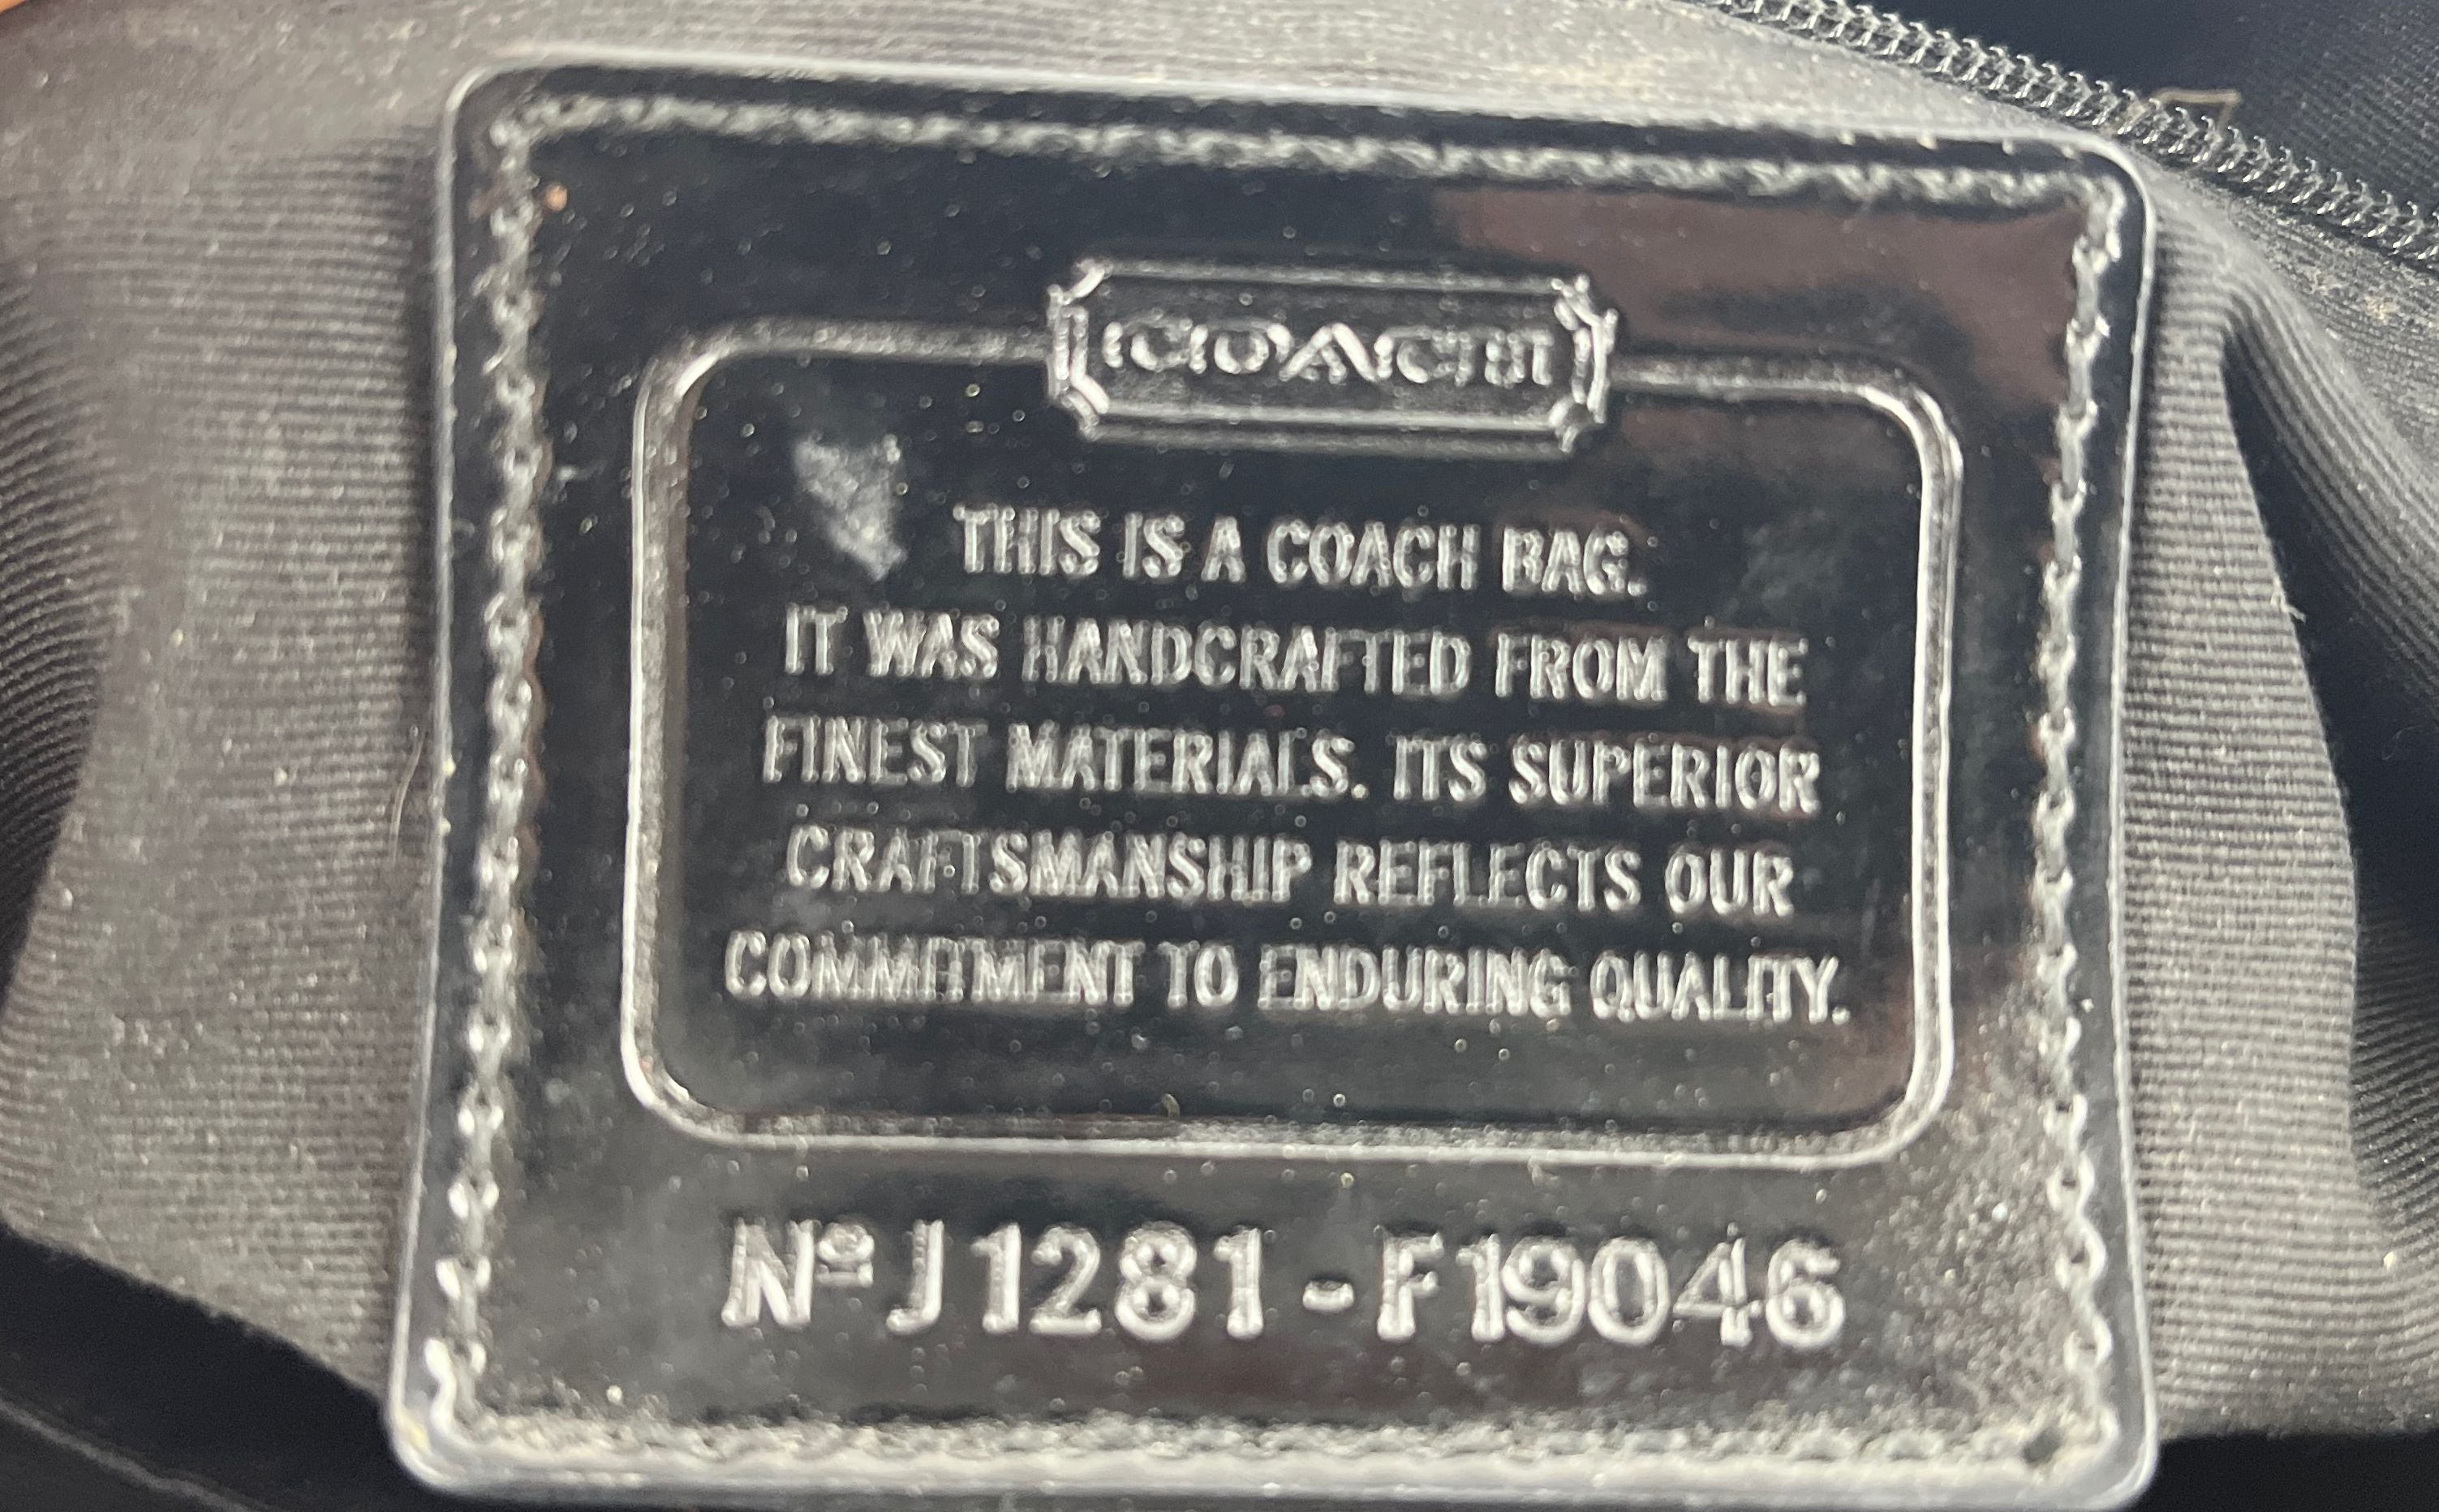 COACH
THIS IS A COACH BAG.
IT WAS HANDCRAFTED FROM THE
FINEST MATERIALS. ITS SUPERIOR
CRAFTSMANSHIP REFLECTS OUR
COMMITMENT TO ENDURING QUALITY.
Nº J1281-F19046